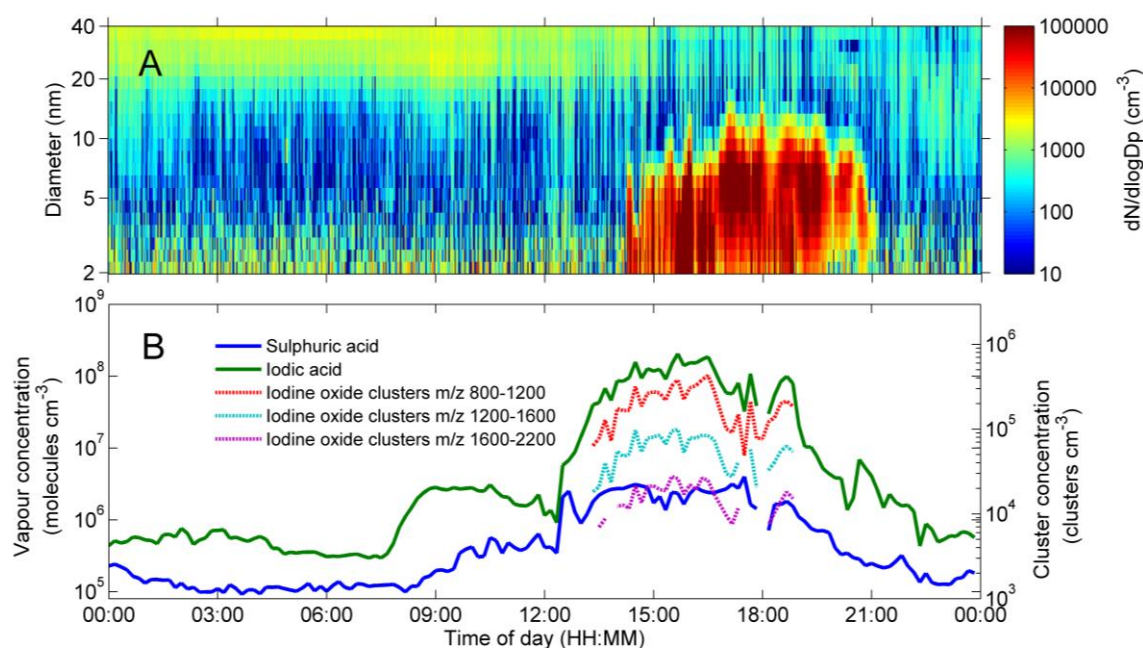 A
40
20
10
5
2
Diameter (nm)
100000
10000
1000
100
10
dN/dlogDp (cm⁻³)
B
10⁹
10⁸
10⁷
10⁶
10⁵
Vapour concentration
(molecules cm⁻³)
Sulphuric acid
Iodic acid
Iodine oxide clusters m/z 800-1200
Iodine oxide clusters m/z 1200-1600
Iodine oxide clusters m/z 1600-2200
10⁶
10⁵
10⁴
10³
Cluster concentration
(clusters cm⁻³)
00:00 03:00 06:00 09:00 12:00 15:00 18:00 21:00 00:00
Time of day (HH:MM)